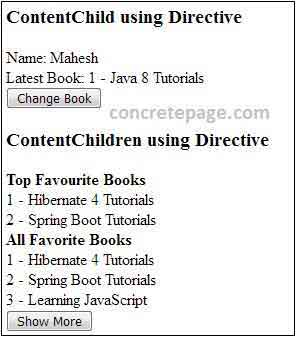 ContentChild using Directive
Name: Mahesh
Latest Book: 1 - Java 8 Tutorials
Change Book
concretepage.com
ContentChildren using Directive
Top Favourite Books
1 - Hibernate 4 Tutorials
2 - Spring Boot Tutorials
All Favorite Books
1 - Hibernate 4 Tutorials
2 - Spring Boot Tutorials
3 - Learning JavaScript
Show More